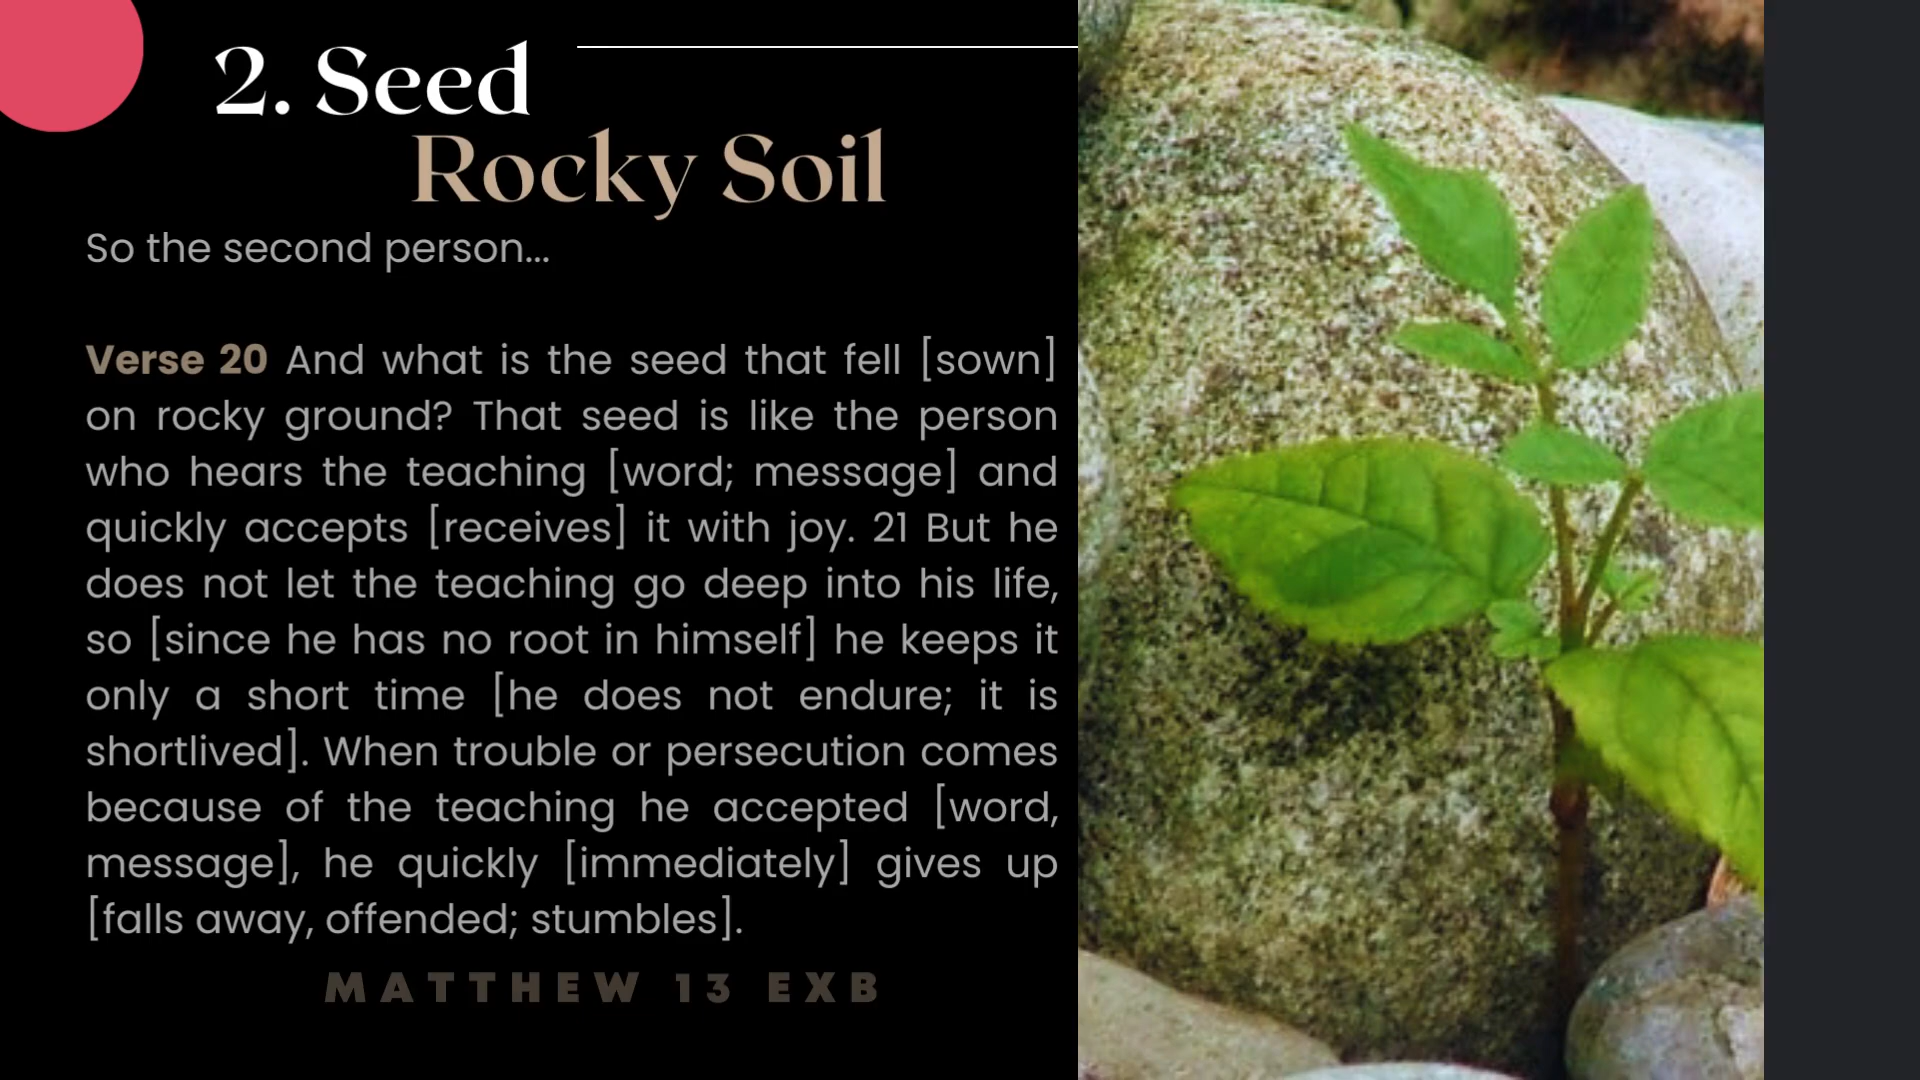 2. Seed
Rocky Soil
So the second person...
Verse 20 And what is the seed that fell [sown]
on rocky ground? That seed is like the person
who hears the teaching [word; message] and
quickly accepts [receives] it with joy. 21 But he
does not let the teaching go deep into his life,
so [since he has no root in himself] he keeps it
only a short time [he does not endure; it is
shortlived]. When trouble or persecution comes
because of the teaching he accepted [word,
message], he quickly [immediately] gives up
[falls away, offended; stumbles].
MATTHEW 13 EXB